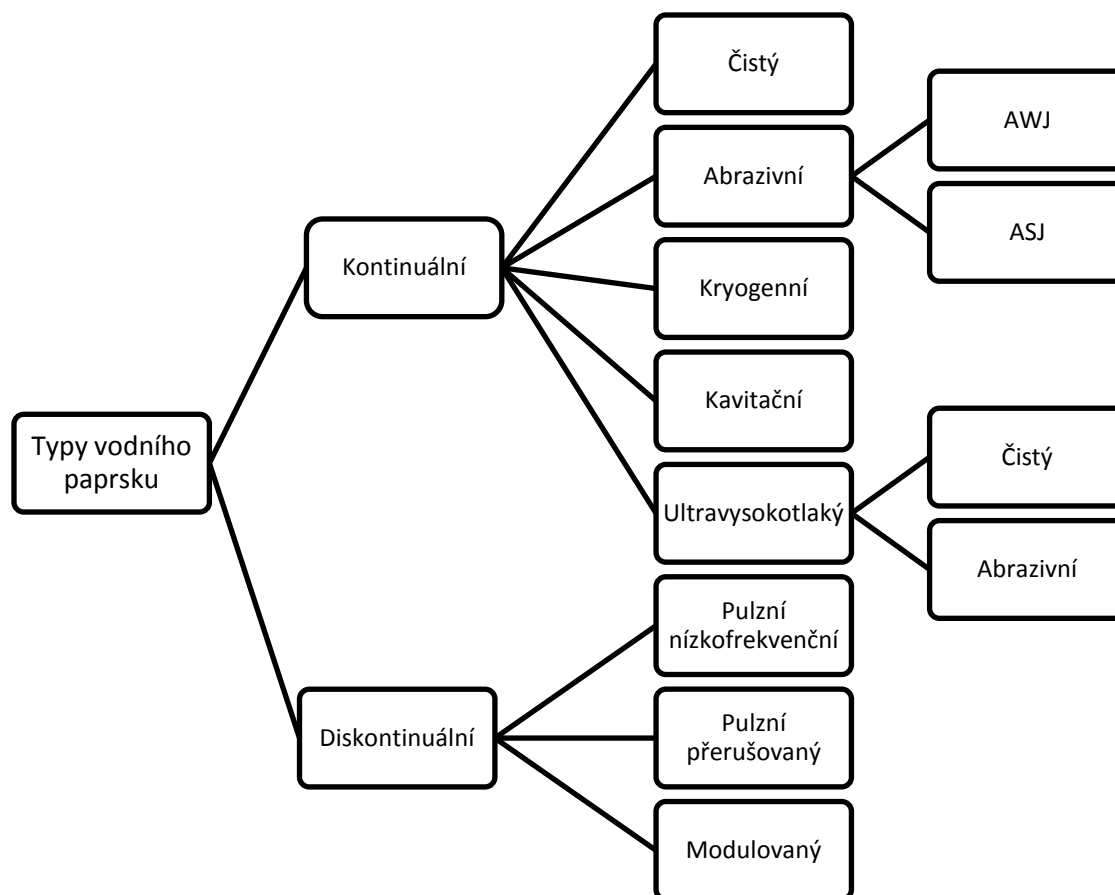 Typy vodního
paprsku
Kontinuální
Čistý
Abrazivní
AWJ
ASJ
Kryogenní
Kavitační
Ultravysokotlaký
Čistý
Abrazivní
Diskontinuální
Pulzní
nízkofrekvenční
Pulzní
přerušovaný
Modulovaný